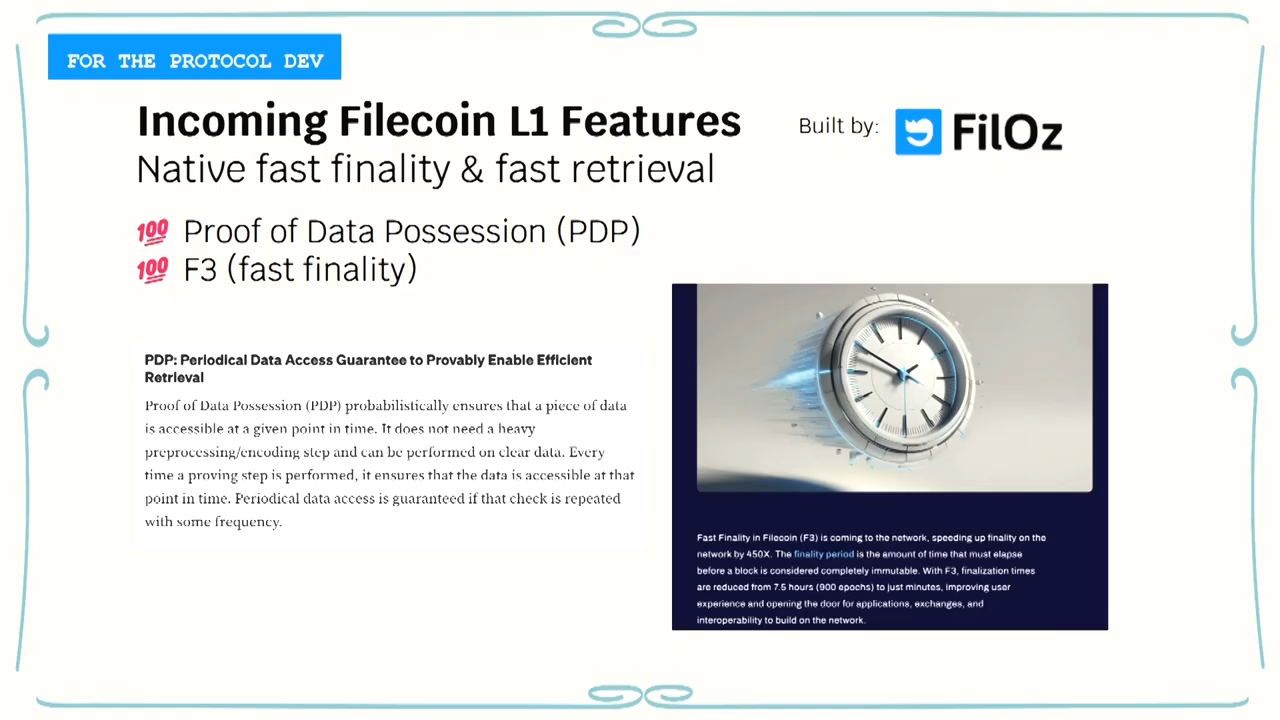 FOR THE PROTOCOL DEV
Incoming Filecoin L1 Features
Built by: FilOz
Native fast finality & fast retrieval
💯 Proof of Data Possession (PDP)
💯 F3 (fast finality)
PDP: Periodical Data Access Guarantee to Provably Enable Efficient
Retrieval
Proof of Data Possession (PDP) probabilistically ensures that a piece of data
is accessible at a given point in time. It does not need a heavy
preprocessing/encoding step and can be performed on clear data. Every
time a proving step is performed, it ensures that the data is accessible at that
point in time. Periodical data access is guaranteed if that check is repeated
with some frequency.
Fast Finality in Filecoin (F3) is coming to the network, speeding up finality on the
network by 450X. The finality period is the amount of time that must elapse
before a block is considered completely immutable. With F3, finalization times
are reduced from 7.5 hours (900 epochs) to just minutes, improving user
experience and opening the door for applications, exchanges, and
interoperability to build on the network.